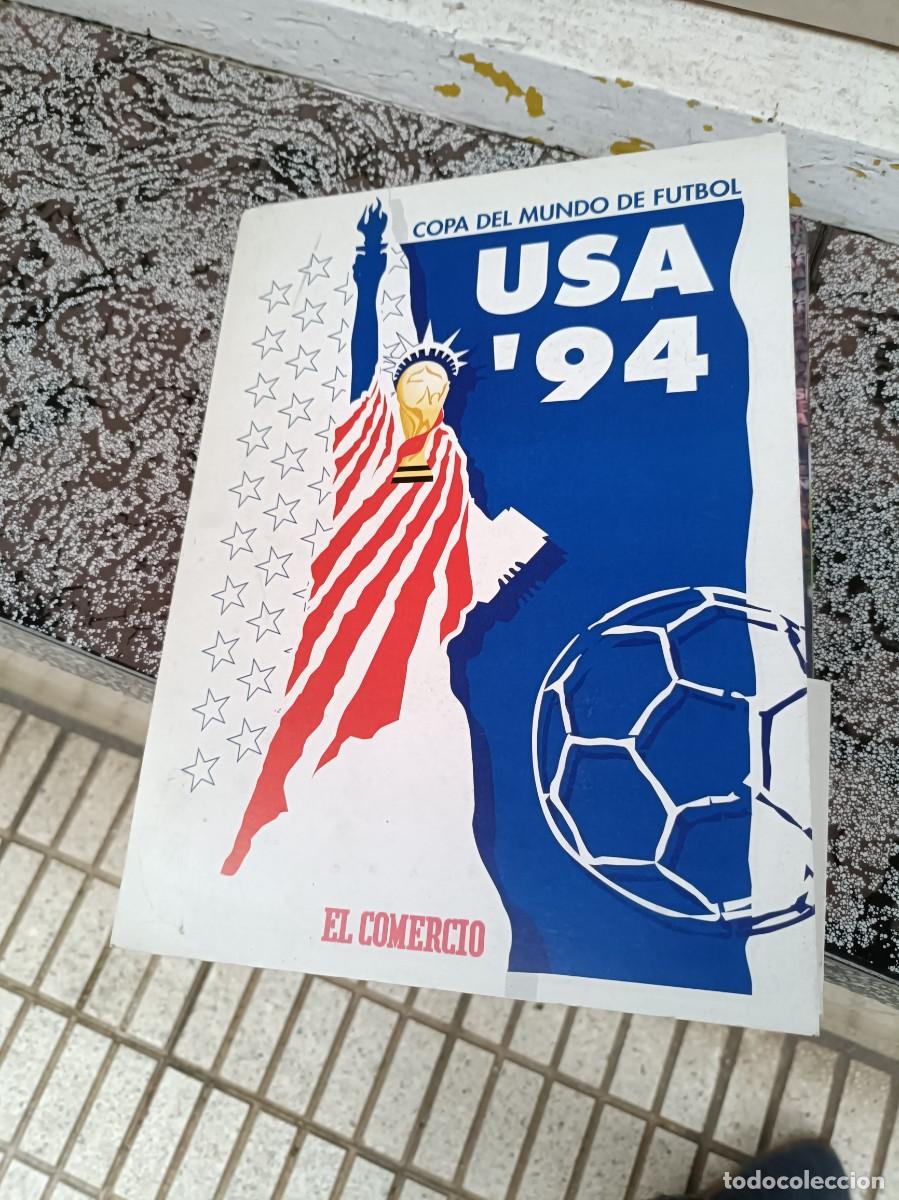 COPA DEL MUNDO DE FUTBOL
USA
'94
EL COMERCIO
todocoleccion